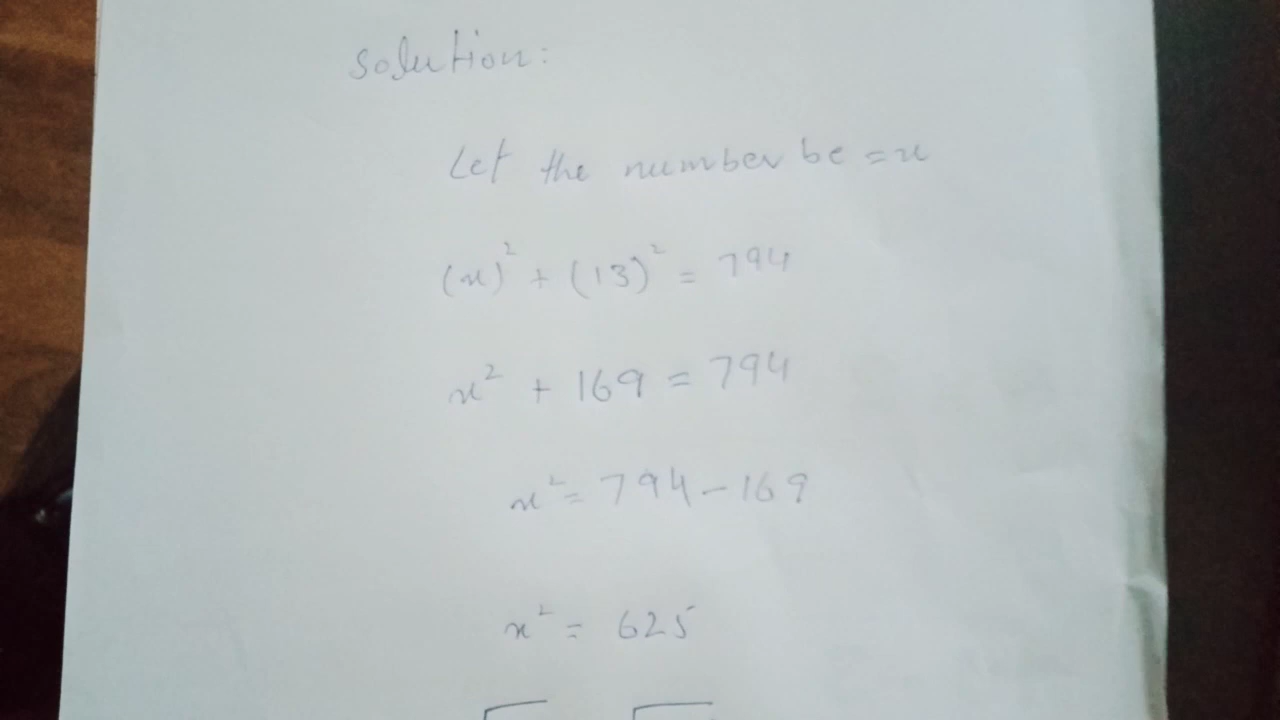 Solution:
Let the number be = x
(x)² + (13)² = 794
x² + 169 = 794
x² = 794 - 169
x² = 625